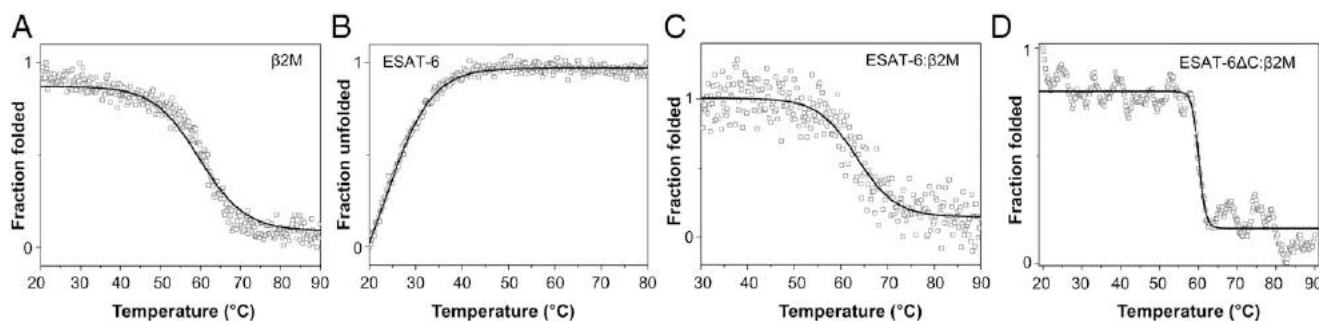 A
β2M
Fraction folded
1
0
20 30 40 50 60 70 80 90
Temperature (°C)
B
ESAT-6
Fraction unfolded
1
0
20 30 40 50 60 70 80
Temperature (°C)
C
ESAT-6:β2M
Fraction folded
1
0
30 40 50 60 70 80 90
Temperature (°C)
D
ESAT-6ΔC:β2M
Fraction folded
1
0
20 30 40 50 60 70 80 90
Temperature (°C)